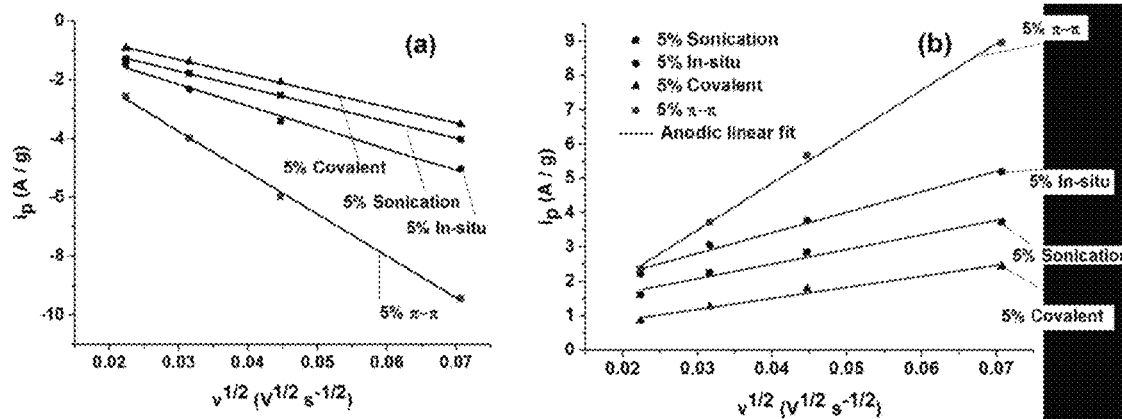 (a)
0
-2
-4
-6
-8
-10
i_p (A / g)
5% Covalent
5% Sonication
5% In-situ
5% π–π
0.02 0.03 0.04 0.05 0.06 0.07
ν^1/2 (V^1/2 s^-1/2)
(b)
9
8
7
6
5
4
3
2
1
0
i_p (A / g)
5% Sonication
5% In-situ
5% Covalent
5% π–π
Anodic linear fit
5% π–π
5% In-situ
5% Sonication
5% Covalent
0.02 0.03 0.04 0.05 0.06 0.07
ν^1/2 (V^1/2 s^-1/2)